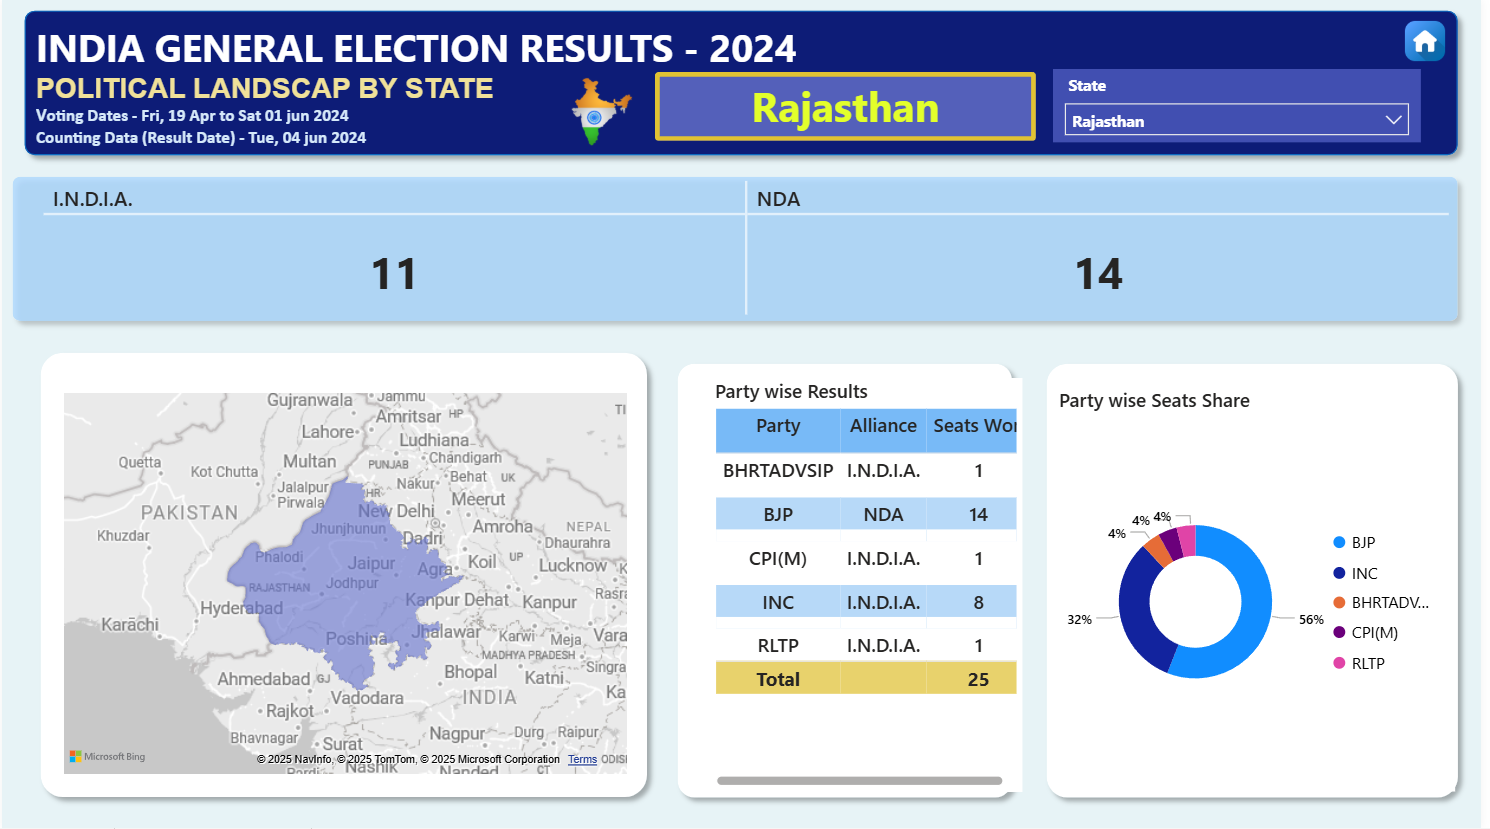 INDIA GENERAL ELECTION RESULTS - 2024
POLITICAL LANDSCAP BY STATE
Voting Dates - Fri, 19 Apr to Sat 01 jun 2024
Counting Data (Result Date) - Tue, 04 jun 2024
Rajasthan
State
Rajasthan
I.N.D.I.A.
11
NDA
14
Gujranwala
Jammu
Amritsar HP
Lahore
Ludhiana
Chandigarh
Quetta
Kot Chutta
Multan
PUNJAB
Behat UK
Nakur
Jalalpur
Pirwala
HR
Meerut
PAKISTAN
New Delhi
Khuzdar
Jhunjhunun
Dadri
Amroha
NEPAL
Dhaurahra
Phalodi
Jaipur
Agra
Koil
UP
Lucknow
RAJASTHAN
Jodhpur
Hyderabad
Kanpur Dehat
Kanpur
Rasra
Karāchi
Poshina
Jhalawar
Karwi
Meja
Vara
MADHYA PRADESH
Singra
Ahmedabad GJ
Bhopal
Katni
Ka
Vadodara
INDIA
Rajkot
Bhavnagar
Surat
Nagpur
Durg
Raipur
Nashik
Nanded
CT
ODIS
Microsoft Bing
© 2025 NavInfo, © 2025 TomTom, © 2025 Microsoft Corporation Terms
Party wise Results
Party Alliance Seats Wor
BHRTADVSIP I.N.D.I.A. 1
BJP NDA 14
CPI(M) I.N.D.I.A. 1
INC I.N.D.I.A. 8
RLTP I.N.D.I.A. 1
Total 25
Party wise Seats Share
4%
4%
4%
32%
56%
BJP
INC
BHRTADV...
CPI(M)
RLTP